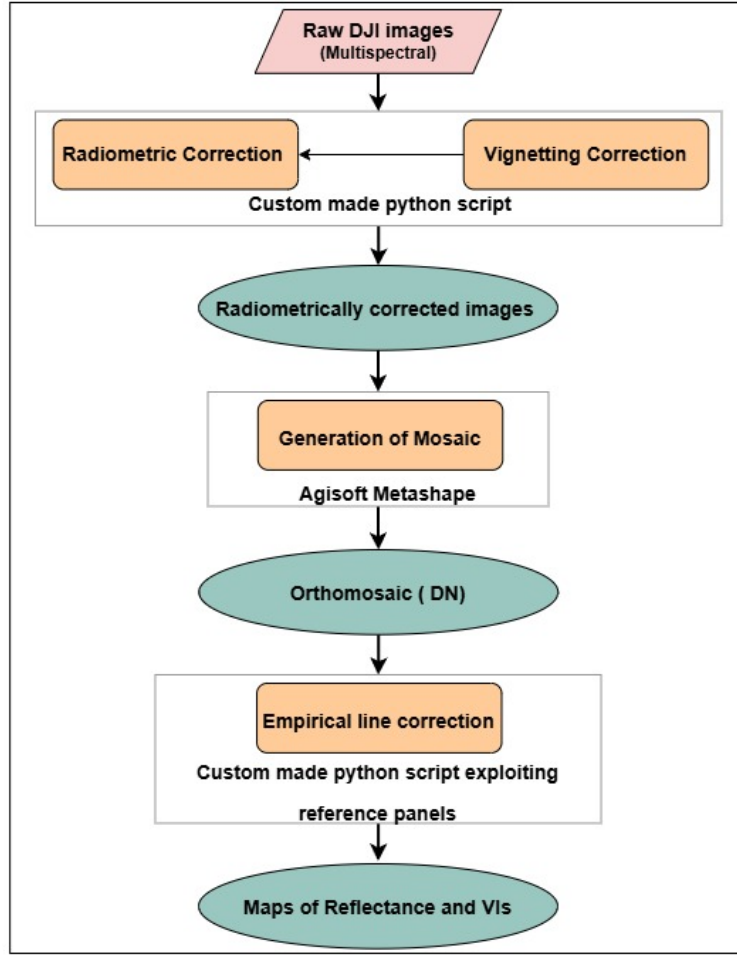 Raw DJI images
(Multispectral)
Radiometric Correction
Vignetting Correction
Custom made python script
Radiometrically corrected images
Generation of Mosaic
Agisoft Metashape
Orthomosaic ( DN)
Empirical line correction
Custom made python script exploiting
reference panels
Maps of Reflectance and VIs